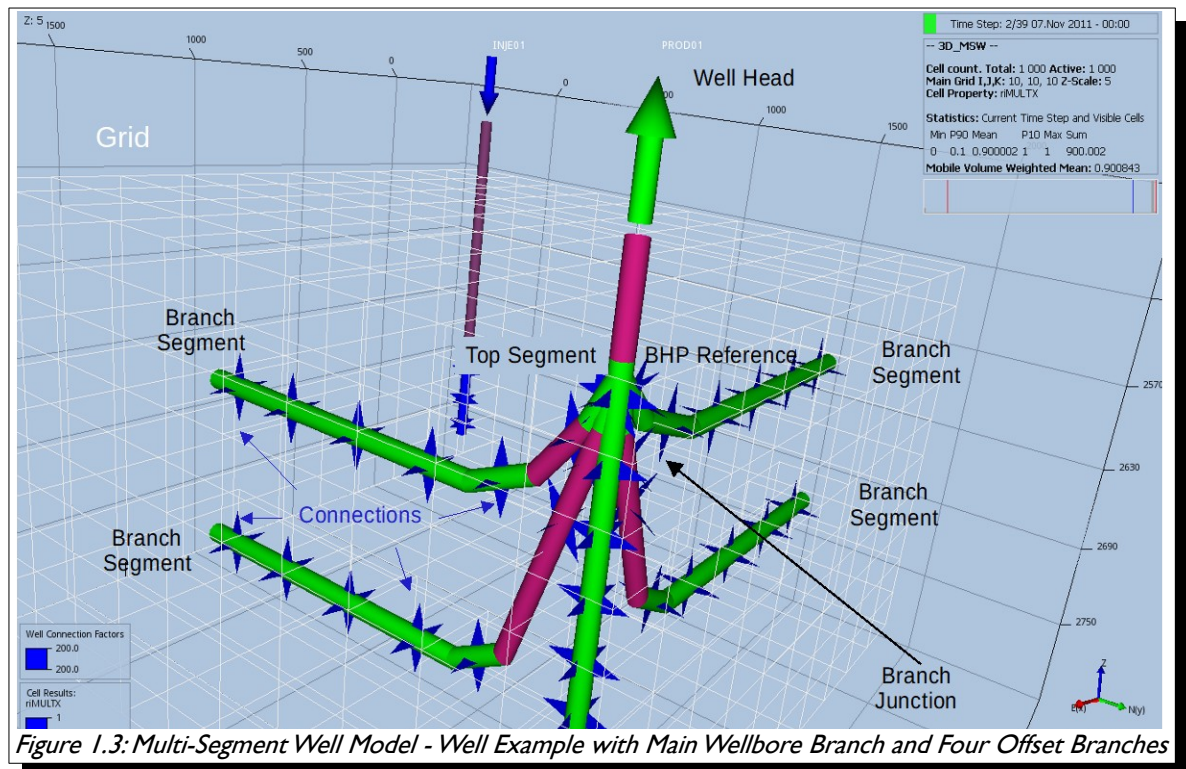 Z: 5
1500
1000
500
0
INJE01
PROD01
0
1000
1500
Well Head
Grid
Time Step: 2/39 07.Nov 2011 - 00:00
-- 3D_MSW --
Cell count. Total: 1 000 Active: 1 000
Main Grid I,J,K: 10, 10, 10 Z-Scale: 5
Cell Property: riMULTX
Statistics: Current Time Step and Visible Cells
Min P90 Mean P10 Max Sum
0 0.1 0.900002 1 1 900.002
Mobile Volume Weighted Mean: 0.900843
Branch
Segment
Top Segment
BHP Reference
Branch
Segment
2570
2630
Branch
Segment
Connections
Branch
Segment
2690
2750
Branch
Junction
Well Connection Factors
200.0
200.0
Cell Results:
riMULTX
1
Z
E(x)
N(y)
Figure 1.3: Multi-Segment Well Model - Well Example with Main Wellbore Branch and Four Offset Branches